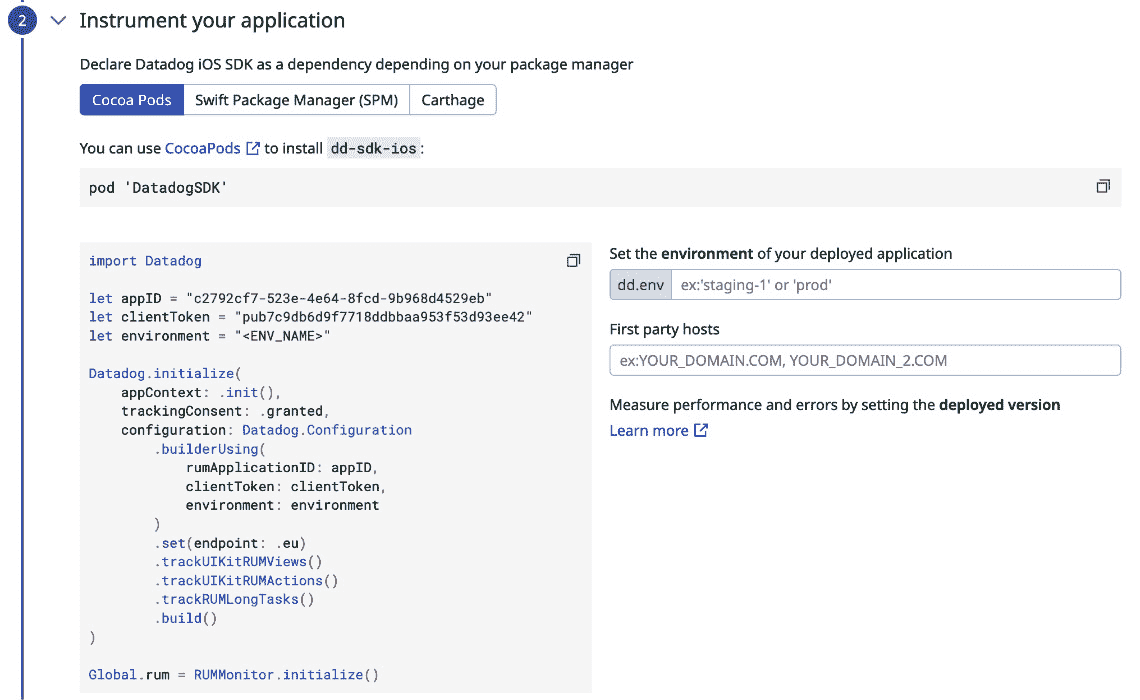 2
Instrument your application
Declare Datadog iOS SDK as a dependency depending on your package manager
Cocoa Pods Swift Package Manager (SPM) Carthage
You can use CocoaPods to install dd-sdk-ios:
pod 'DatadogSDK'
import Datadog
let appID = "c2792cf7-523e-4e64-8fcd-9b968d4529eb"
let clientToken = "pub7c9db6d9f7718ddbbaa953f53d93ee42"
let environment = "<ENV_NAME>"
Datadog.initialize(
    appContext: .init(),
    trackingConsent: .granted,
    configuration: Datadog.Configuration
        .builderUsing(
            rumApplicationID: appID,
            clientToken: clientToken,
            environment: environment
        )
        .set(endpoint: .eu)
        .trackUIKitRUMViews()
        .trackUIKitRUMActions()
        .trackRUMLongTasks()
        .build()
)
Global.rum = RUMMonitor.initialize()
Set the environment of your deployed application
dd.env ex:'staging-1' or 'prod'
First party hosts
ex:YOUR_DOMAIN.COM, YOUR_DOMAIN_2.COM
Measure performance and errors by setting the deployed version
Learn more